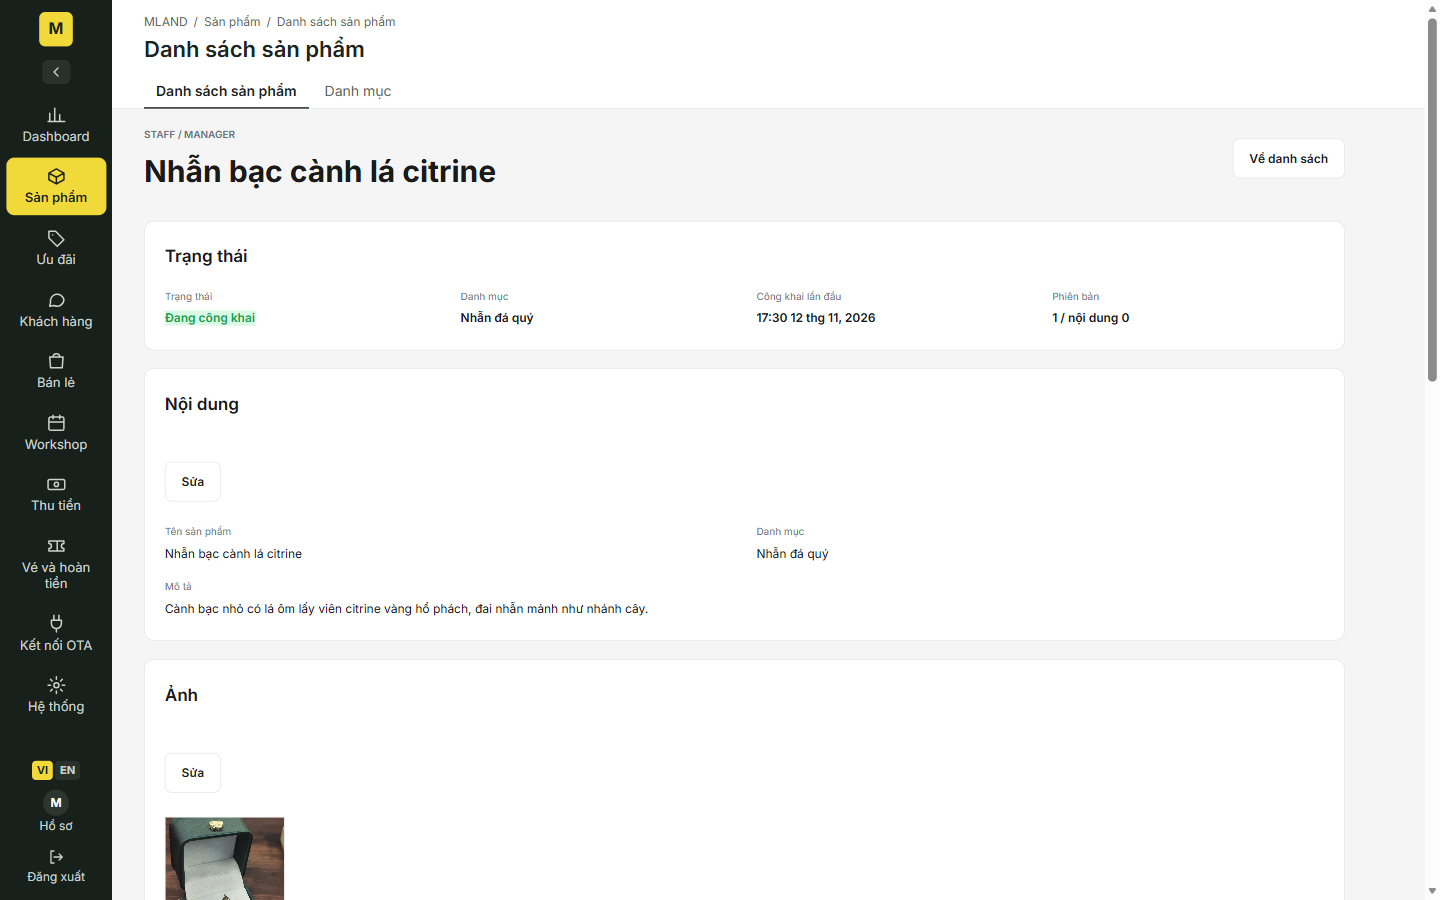 M
Dashboard
Sản phẩm
Ưu đãi
Khách hàng
Bán lẻ
Workshop
Thu tiền
Vé và hoàn
tiền
Kết nối OTA
Hệ thống
VI EN
M
Hồ sơ
Đăng xuất
MLAND / Sản phẩm / Danh sách sản phẩm
Danh sách sản phẩm
Danh sách sản phẩm Danh mục
STAFF / MANAGER
Nhẫn bạc cành lá citrine
Về danh sách
Trạng thái
Trạng thái Danh mục Công khai lần đầu Phiên bản
Đang công khai Nhẫn đá quý 17:30 12 thg 11, 2026 1 / nội dung 0
Nội dung
Sửa
Tên sản phẩm Danh mục
Nhẫn bạc cành lá citrine Nhẫn đá quý
Mô tả
Cành bạc nhỏ có lá ôm lấy viên citrine vàng hổ phách, đai nhẫn mảnh như nhánh cây.
Ảnh
Sửa